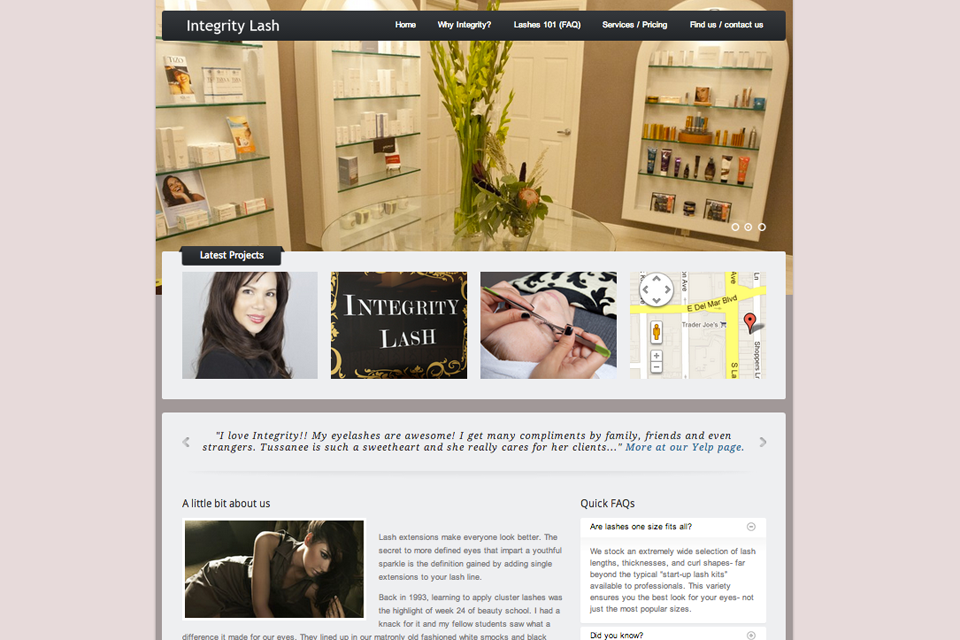 Integrity Lash
Home Why Integrity? Lashes 101 (FAQ) Services / Pricing Find us / contact us
TIZO
Latest Projects
INTEGRITY
LASH
E Del Mar Blvd
Trader Joe's
Shoppers Ln
"I love Integrity!! My eyelashes are awesome! I get many compliments by family, friends and even
strangers. Tussanee is such a sweetheart and she really cares for her clients..." More at our Yelp page.
A little bit about us
Lash extensions make everyone look better. The
secret to more defined eyes that impart a youthful
sparkle is the definition gained by adding single
extensions to your lash line.
Back in 1993, learning to apply cluster lashes was
the highlight of week 24 of beauty school. I had a
knack for it and my fellow students saw what a
difference it made for our eyes. They lined up in our matronly old fashioned white smocks and black
Quick FAQs
Are lashes one size fits all?
We stock an extremely wide selection of lash
lengths, thicknesses, and curl shapes- far
beyond the typical "start-up lash kits"
available to professionals. This variety
ensures you the best look for your eyes- not
just the most popular sizes.
Did you know?